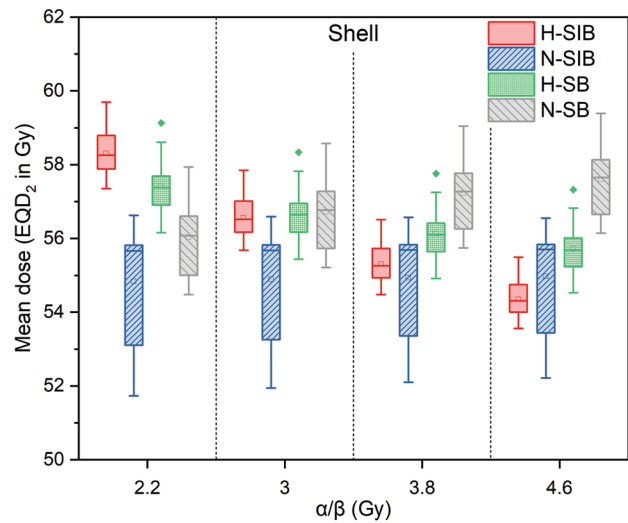 Shell
H-SIB
N-SIB
H-SB
N-SB
Mean dose (EQD₂ in Gy)
62
60
58
56
54
52
50
2.2 3 3.8 4.6
α/β (Gy)